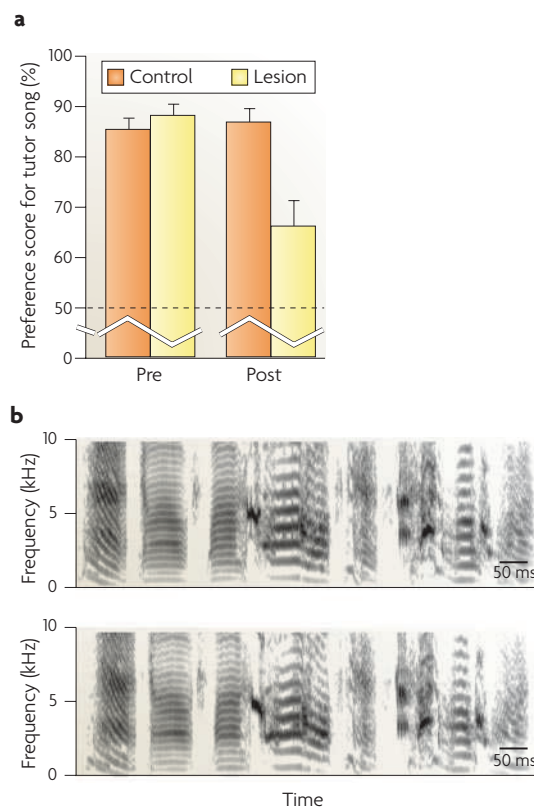 a
100
90
80
70
60
50
0
Preference score for tutor song (%)
Control Lesion
Pre Post
b
10
5
0
Frequency (kHz)
50 ms
10
5
0
Frequency (kHz)
50 ms
Time